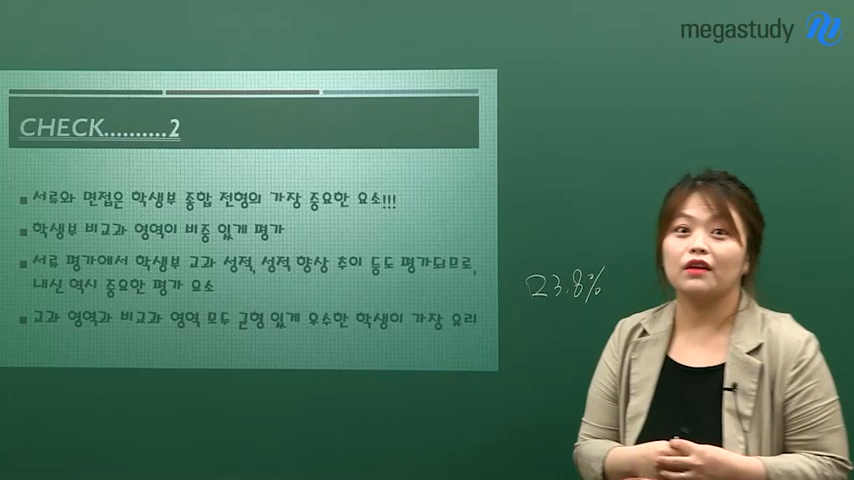 megastudy
CHECK..........2
서류와 면접은 학생부 종합 전형의 가장 중요한 요소!!!
학생부 비교과 영역이 비중 있게 평가
서류 평가에서 학생부 교과 성적, 성적 향상 추이 등도 평가되므로,
내신 역시 중요한 평가 요소
23.8%
교과 영역과 비교과 영역 모두 균형 있게 우수한 학생이 가장 유리